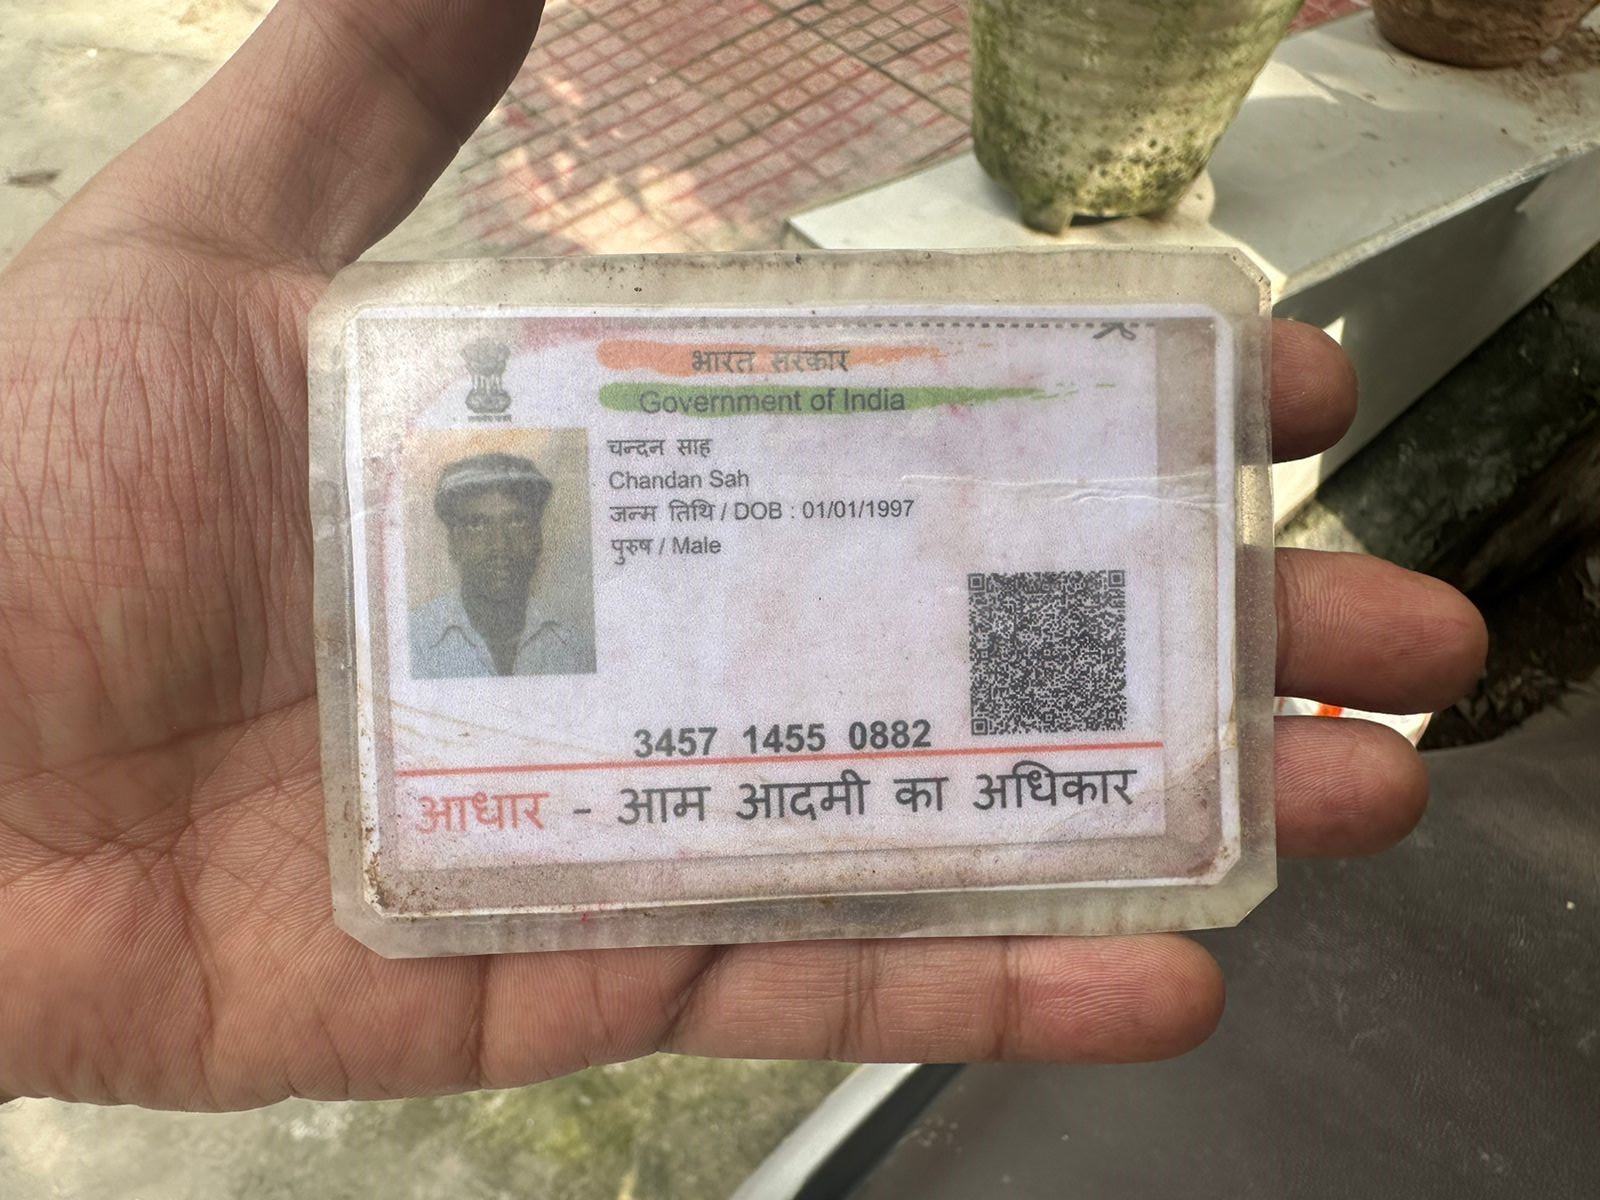 भारत सरकार
Government of India
चन्दन साह
Chandan Sah
जन्म तिथि / DOB : 01/01/1997
पुरुष / Male
3457 1455 0882
आधार - आम आदमी का अधिकार